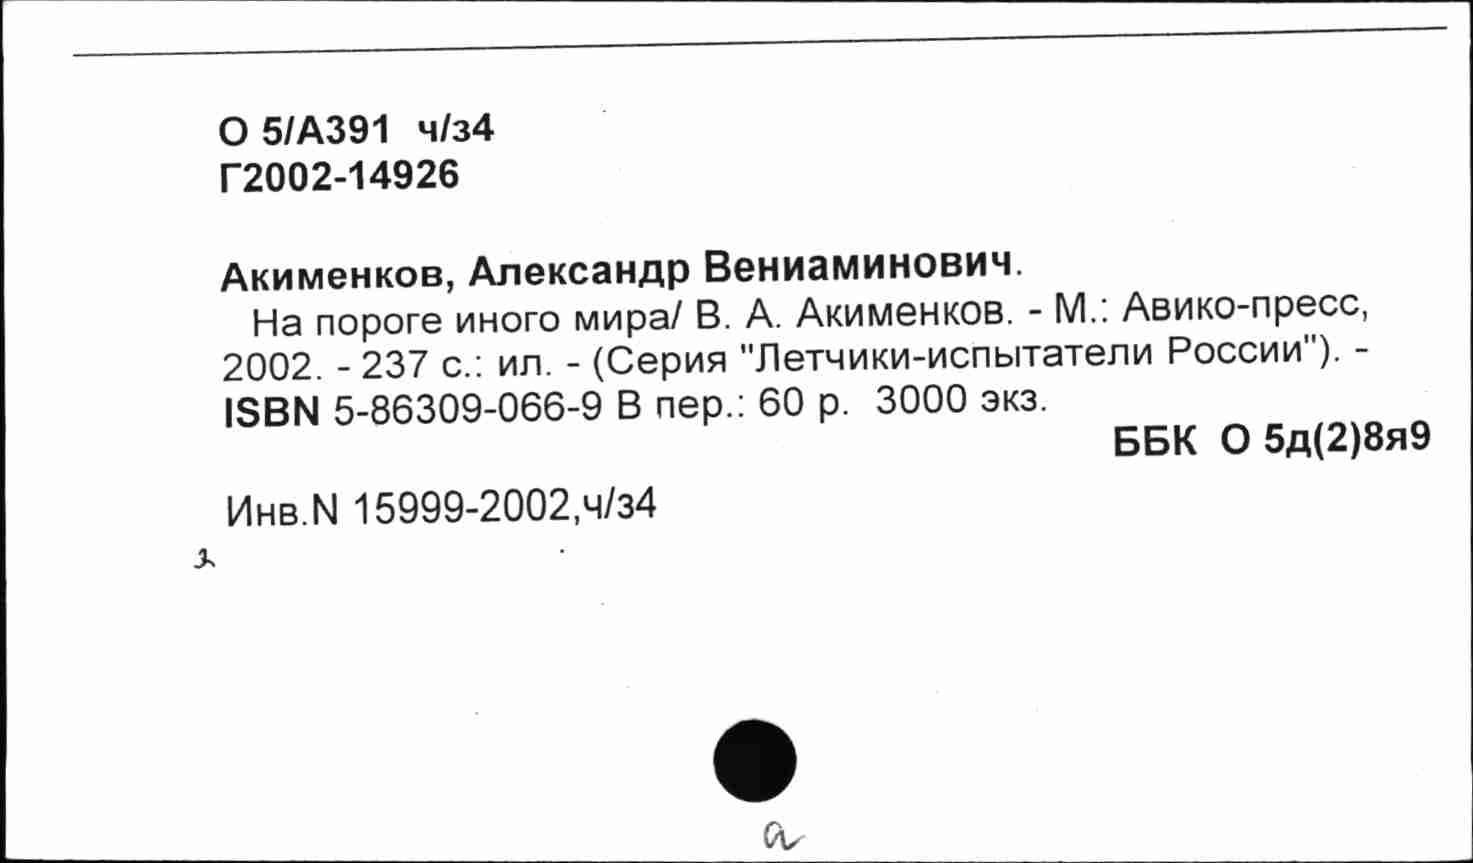 О 5/А391 ч/з4
Г2002-14926
Акименков, Александр Вениаминович.
На пороге иного мира/ В. А. Акименков. - М.: Авико-пресс,
2002. - 237 с.: ил. - (Серия "Летчики-испытатели России"). -
ISBN 5-86309-066-9 В пер.: 60 р. 3000 экз.
ББК О 5д(2)8я9
Инв.N 15999-2002,ч/з4
а